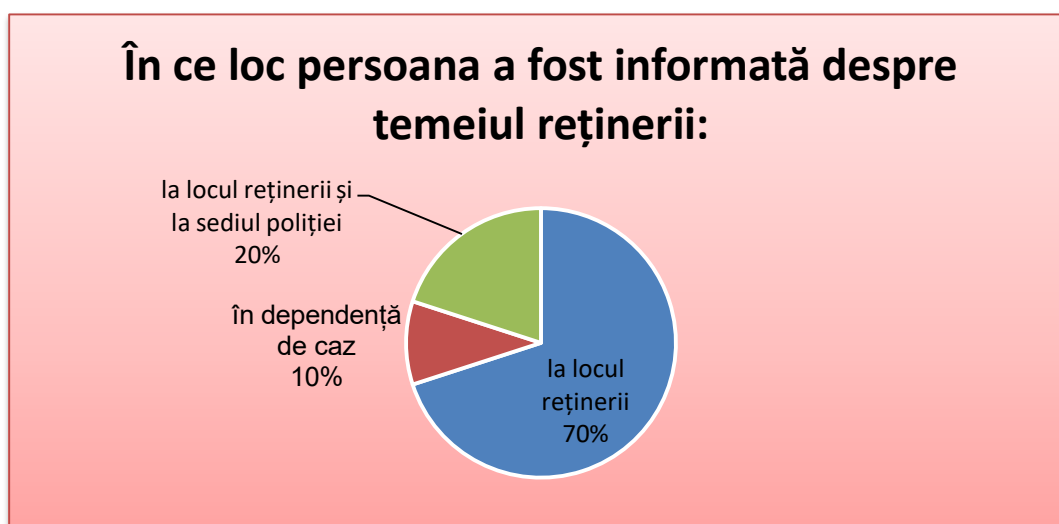 În ce loc persoana a fost informată despre
temeiul reținerii:
la locul reținerii și
la sediul poliției
20%
în dependență
de caz
10%
la locul
reținerii
70%